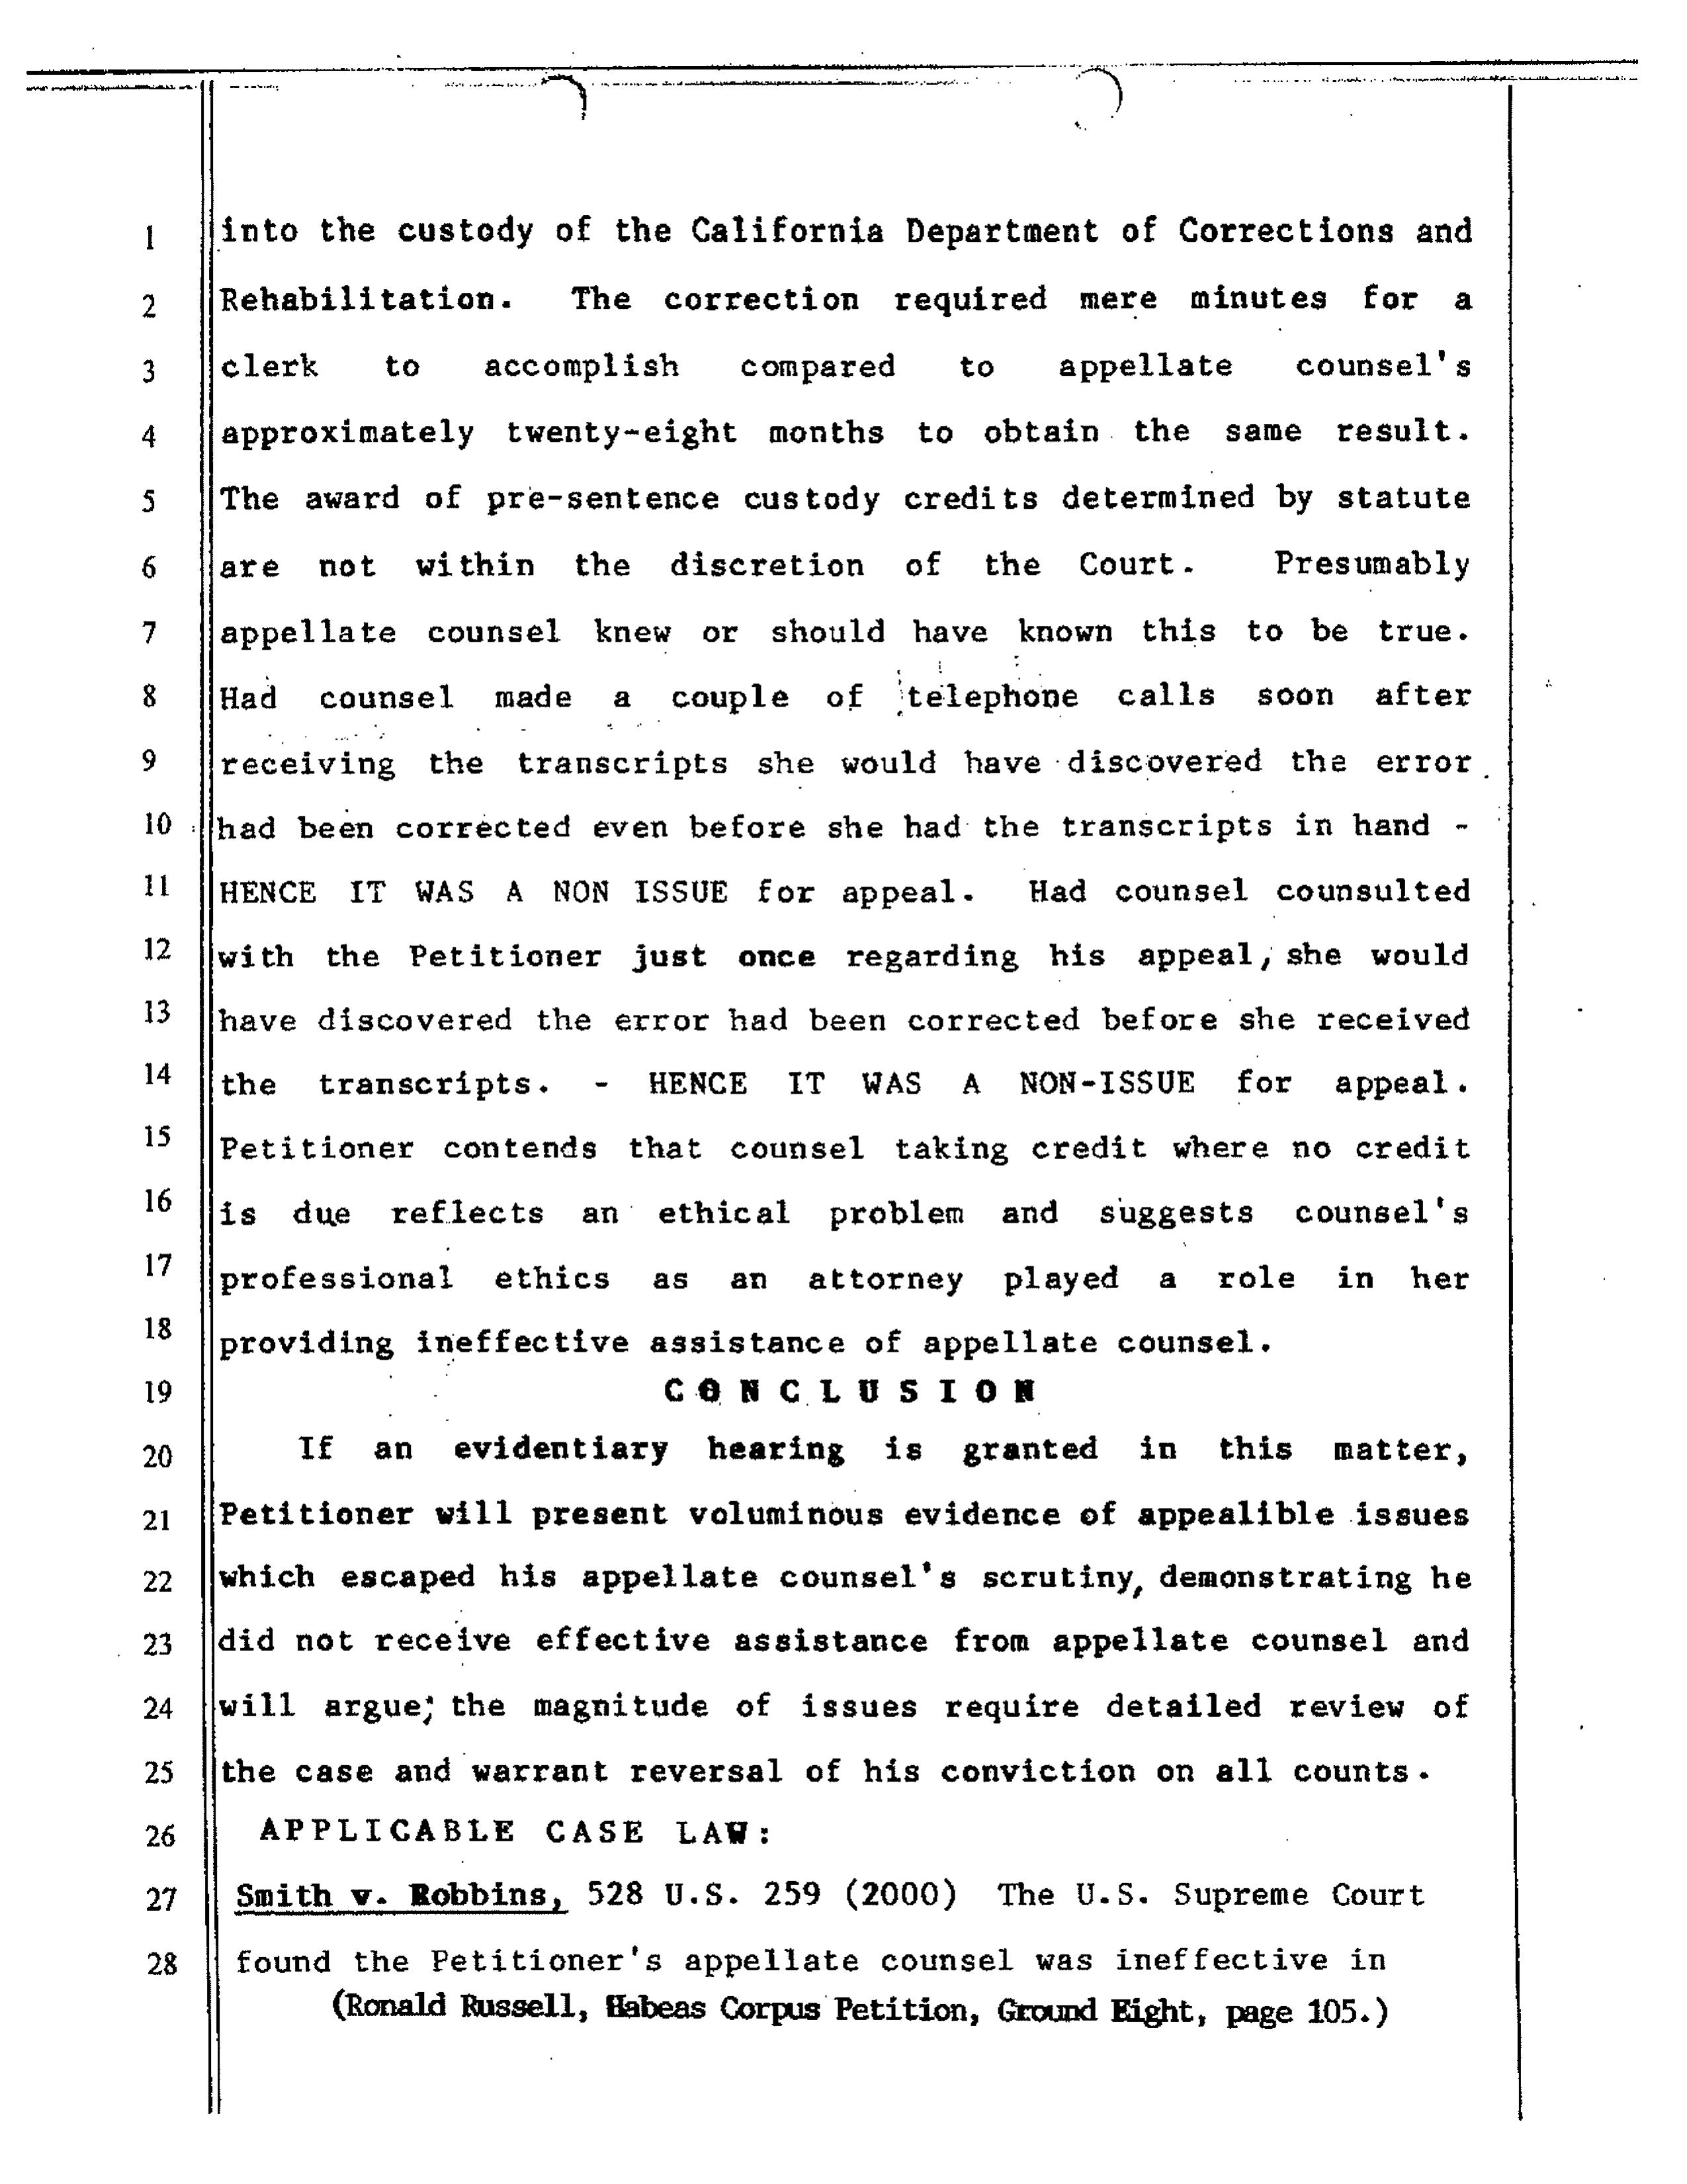 1 into the custody of the California Department of Corrections and
2 Rehabilitation. The correction required mere minutes for a
3 clerk to accomplish compared to appellate counsel's
4 approximately twenty-eight months to obtain the same result.
5 The award of pre-sentence custody credits determined by statute
6 are not within the discretion of the Court. Presumably
7 appellate counsel knew or should have known this to be true.
8 Had counsel made a couple of telephone calls soon after
9 receiving the transcripts she would have discovered the error
10 had been corrected even before she had the transcripts in hand -
11 HENCE IT WAS A NON ISSUE for appeal. Had counsel counsulted
12 with the Petitioner just once regarding his appeal, she would
13 have discovered the error had been corrected before she received
14 the transcripts. - HENCE IT WAS A NON-ISSUE for appeal.
15 Petitioner contends that counsel taking credit where no credit
16 is due reflects an ethical problem and suggests counsel's
17 professional ethics as an attorney played a role in her
18 providing ineffective assistance of appellate counsel.
19 C O N C L U S I O N
20 If an evidentiary hearing is granted in this matter,
21 Petitioner will present voluminous evidence of appealible issues
22 which escaped his appellate counsel's scrutiny, demonstrating he
23 did not receive effective assistance from appellate counsel and
24 will argue; the magnitude of issues require detailed review of
25 the case and warrant reversal of his conviction on all counts.
26 APPLICABLE CASE LAW:
27 Smith v. Robbins, 528 U.S. 259 (2000) The U.S. Supreme Court
28 found the Petitioner's appellate counsel was ineffective in
(Ronald Russell, Habeas Corpus Petition, Ground Eight, page 105.)